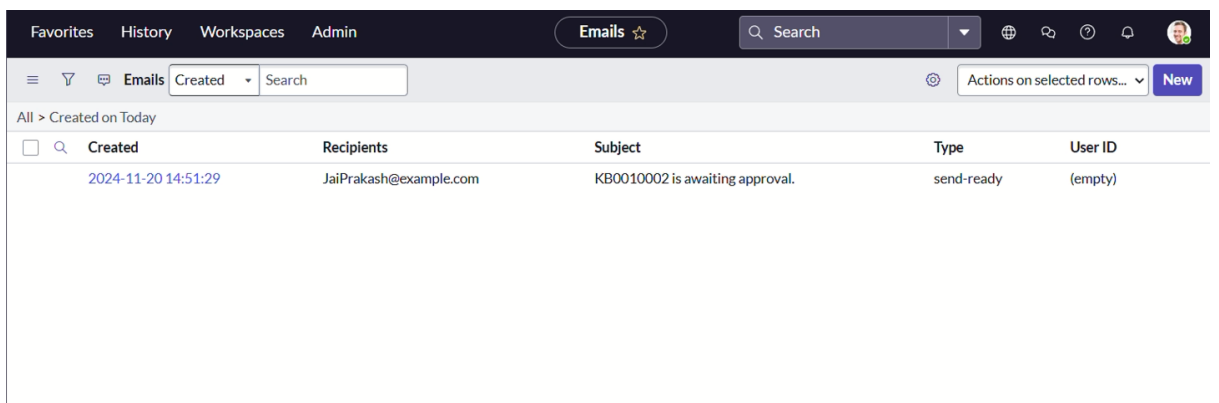 Favorites History Workspaces Admin Emails Search
Emails Created Search Actions on selected rows... New
All > Created on Today
Created Recipients Subject Type User ID
2024-11-20 14:51:29 JaiPrakash@example.com KB0010002 is awaiting approval. send-ready (empty)